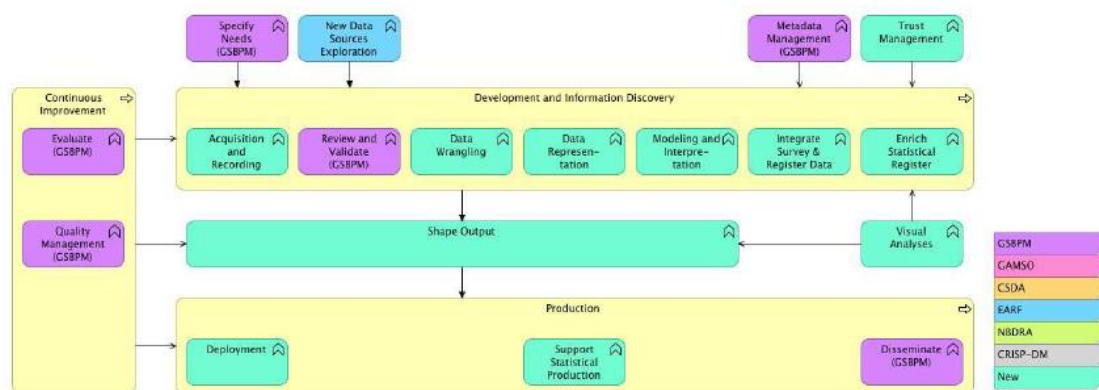 Specify
Needs
(GSBPM)
New Data
Sources
Exploration
Metadata
Management
(GSBPM)
Trust
Management
Continuous
Improvement
Evaluate
(GSBPM)
Quality
Management
(GSBPM)
Development and Information Discovery
Acquisition
and
Recording
Review and
Validate
(GSBPM)
Data
Wrangling
Data
Represen-
tation
Modeling and
Interpre-
tation
Integrate
Survey &
Register Data
Enrich
Statistical
Register
Shape Output
Visual
Analyses
Production
Deployment
Support
Statistical
Production
Disseminate
(GSBPM)
GSBPM
GAMSO
CSDA
EARF
NBDRA
CRISP-DM
New